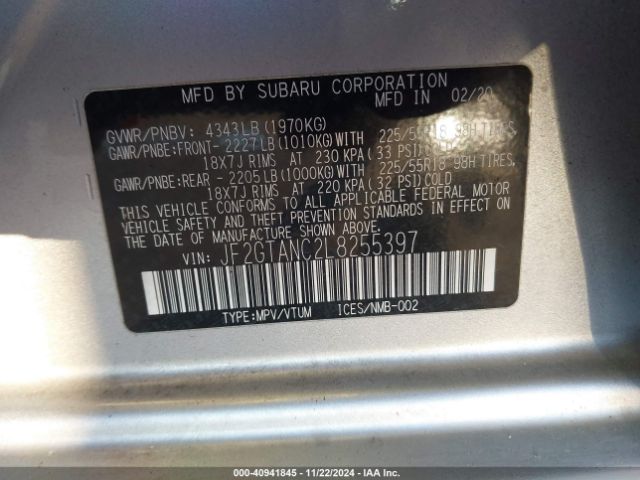 MFD BY SUBARU CORPORATION
MFD IN 02/20
GVWR/PNBV: 4343LB(1970KG)
GAWR/PNBE:FRONT- 2227LB(1010KG)WITH 225/55R18 98H TIRES,
18X7J RIMS AT 230 KPA(33 PSI)COLD
GAWR/PNBE:REAR - 2205LB(1000KG)WITH 225/55R18 98H TIRES,
18X7J RIMS AT 220 KPA(32 PSI)COLD
THIS VEHICLE CONFORMS TO ALL APPLICABLE FEDERAL MOTOR
VEHICLE SAFETY, BUMPER, AND THEFT PREVENTION STANDARDS IN
EFFECT ON THE DATE OF MANUFACTURE SHOWN ABOVE.
VIN: JF2GTANC2L8255397
TYPE:MPV/VTUM ICES/NMB-002
000-40941845 - 11/22/2024 - IAA Inc.